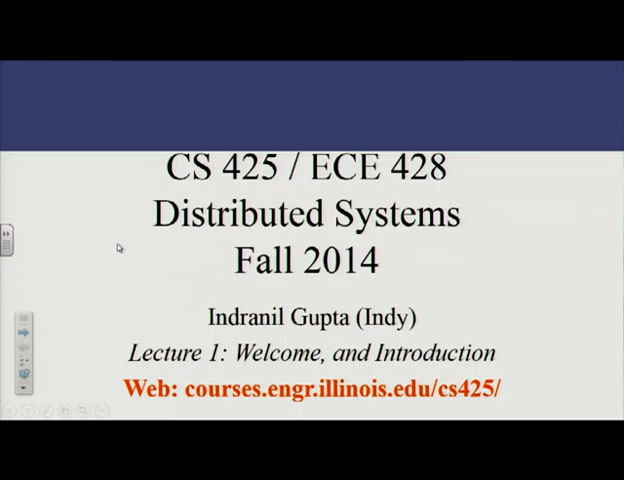 CS 425 / ECE 428
Distributed Systems
Fall 2014
Indranil Gupta (Indy)
Lecture 1: Welcome, and Introduction
Web: courses.engr.illinois.edu/cs425/